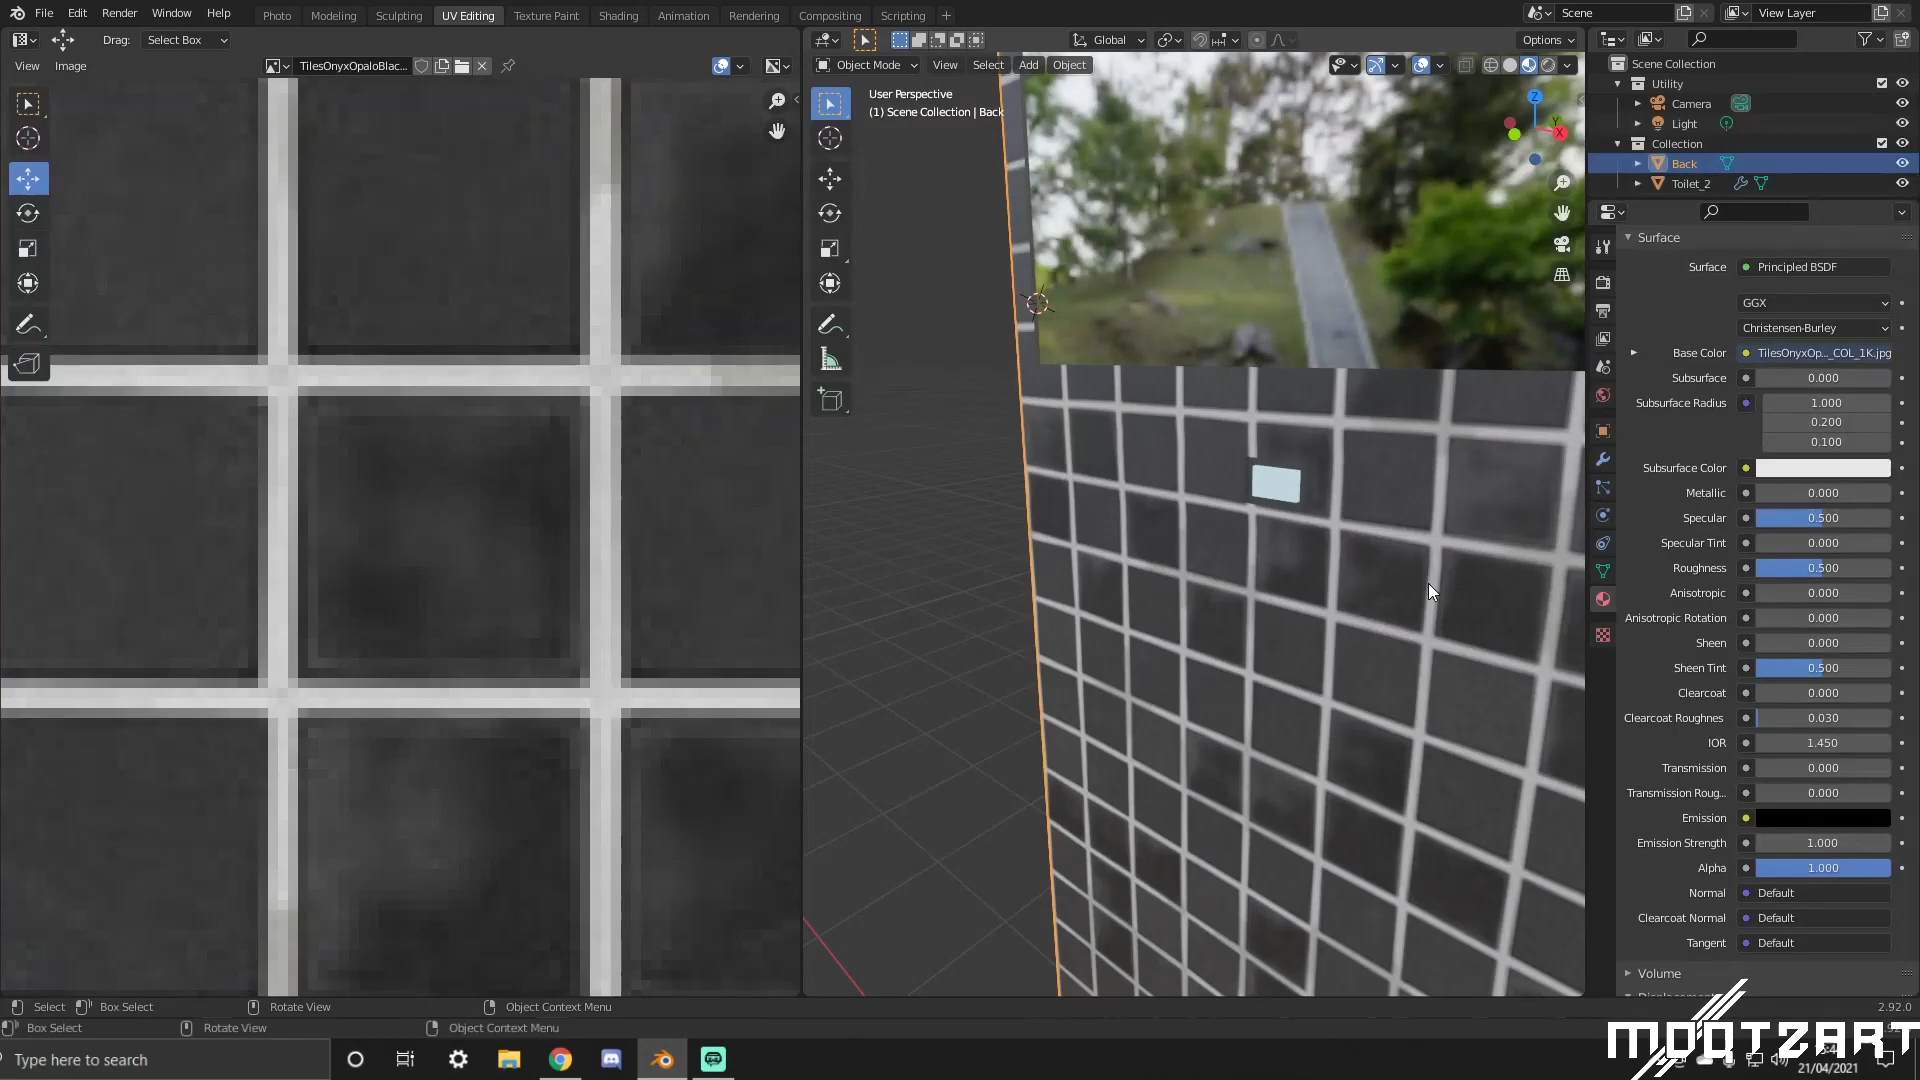 File Edit Render Window Help
Photo Modeling Sculpting UV Editing Texture Paint Shading Animation Rendering Compositing Scripting +
Scene
View Layer
Drag: Select Box
Global
Options
View Image
TilesOnyxOpaloBlac...
Object Mode View Select Add Object
User Perspective
(1) Scene Collection | Back
Z
Y
X
Scene Collection
Utility
Camera
Light
Collection
Back
Toilet_2
Surface
Surface Principled BSDF
GGX
Christensen-Burley
Base Color TilesOnyxOp..._COL_1K.jpg
Subsurface 0.000
Subsurface Radius 1.000
0.200
0.100
Subsurface Color
Metallic 0.000
Specular 0.500
Specular Tint 0.000
Roughness 0.500
Anisotropic 0.000
Anisotropic Rotation 0.000
Sheen 0.000
Sheen Tint 0.500
Clearcoat 0.000
Clearcoat Roughnes 0.030
IOR 1.450
Transmission 0.000
Transmission Roug... 0.000
Emission
Emission Strength 1.000
Alpha 1.000
Normal Default
Clearcoat Normal Default
Tangent Default
Volume
Select Box Select Rotate View Object Context Menu 2.92.0
Box Select Rotate View Object Context Menu
MOOTZART
Type here to search
21/04/2021